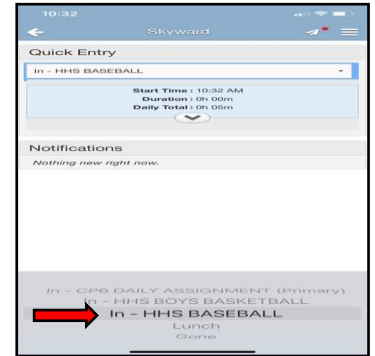 10:32
Skyward
Quick Entry
In - HHS BASEBALL
Start Time : 10:32 AM
Duration : 0h 00m
Daily Total : 0h 05m
Notifications
Nothing new right now.
In - CP6 DAILY ASSIGNMENT (Primary)
In - HHS BOYS BASKETBALL
In - HHS BASEBALL
Lunch
Gone